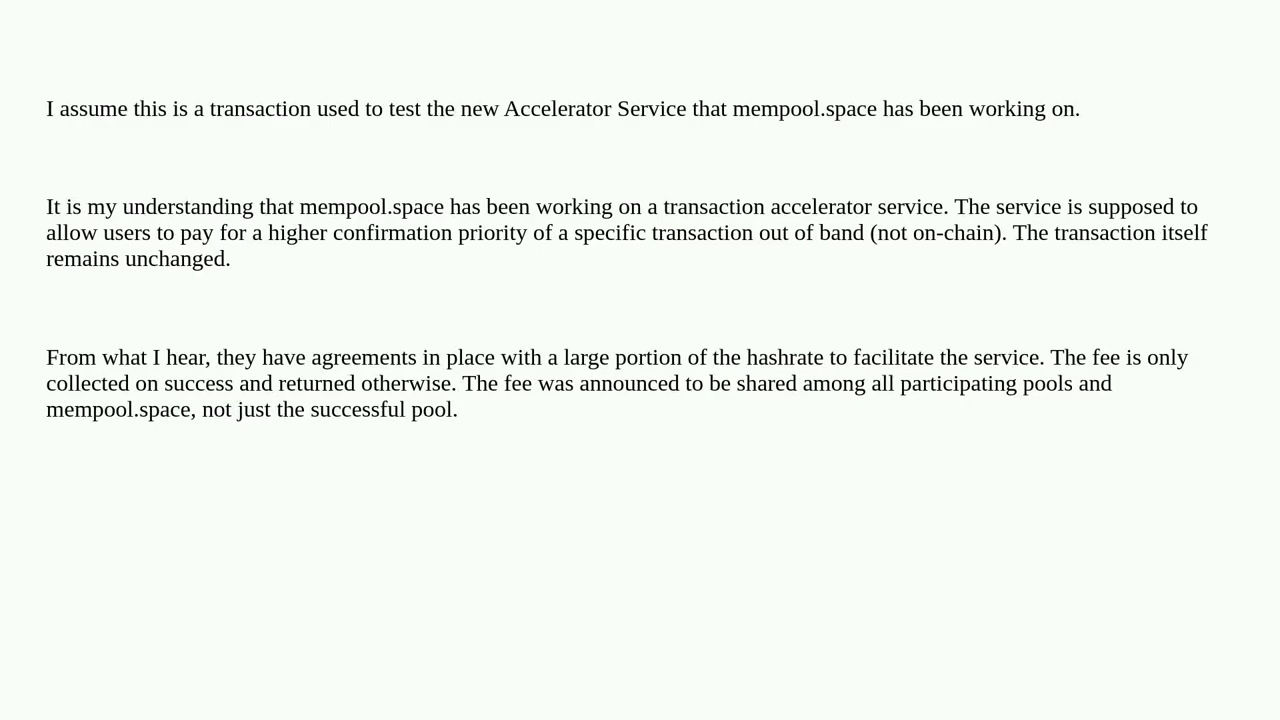 I assume this is a transaction used to test the new Accelerator Service that mempool.space has been working on.
It is my understanding that mempool.space has been working on a transaction accelerator service. The service is supposed to
allow users to pay for a higher confirmation priority of a specific transaction out of band (not on-chain). The transaction itself
remains unchanged.
From what I hear, they have agreements in place with a large portion of the hashrate to facilitate the service. The fee is only
collected on success and returned otherwise. The fee was announced to be shared among all participating pools and
mempool.space, not just the successful pool.